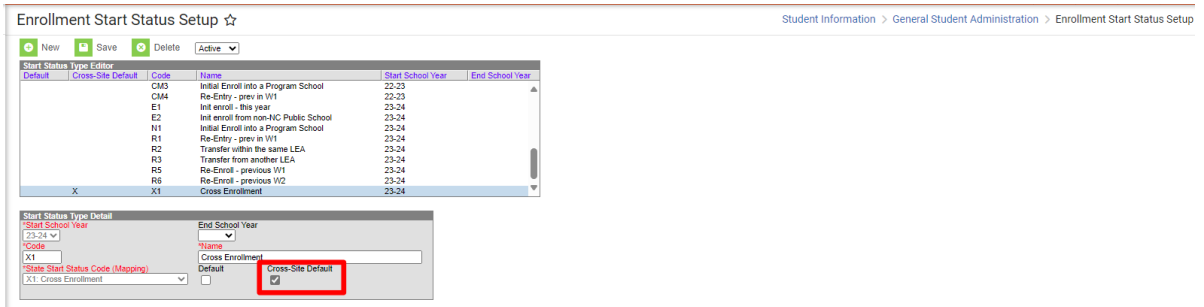 Enrollment Start Status Setup ☆
Student Information > General Student Administration > Enrollment Start Status Setup
New Save Delete Active
Start Status Type Editor
Default Cross-Site Default Code Name Start School Year End School Year
CM3 Initial Enroll into a Program School 22-23
CM4 Re-Entry - prev in W1 22-23
E1 Init enroll - this year 23-24
E2 Init enroll from non-NC Public School 23-24
N1 Initial Enroll into a Program School 23-24
R1 Re-Entry - prev in W1 23-24
R2 Transfer within the same LEA 23-24
R3 Transfer from another LEA 23-24
R5 Re-Enroll - previous W1 23-24
R6 Re-Enroll - previous W2 23-24
X X1 Cross Enrollment 23-24
Start Status Type Detail
*Start School Year End School Year
23-24
*Code *Name
X1 Cross Enrollment
*State Start Status Code (Mapping) Default Cross-Site Default
X1: Cross Enrollment